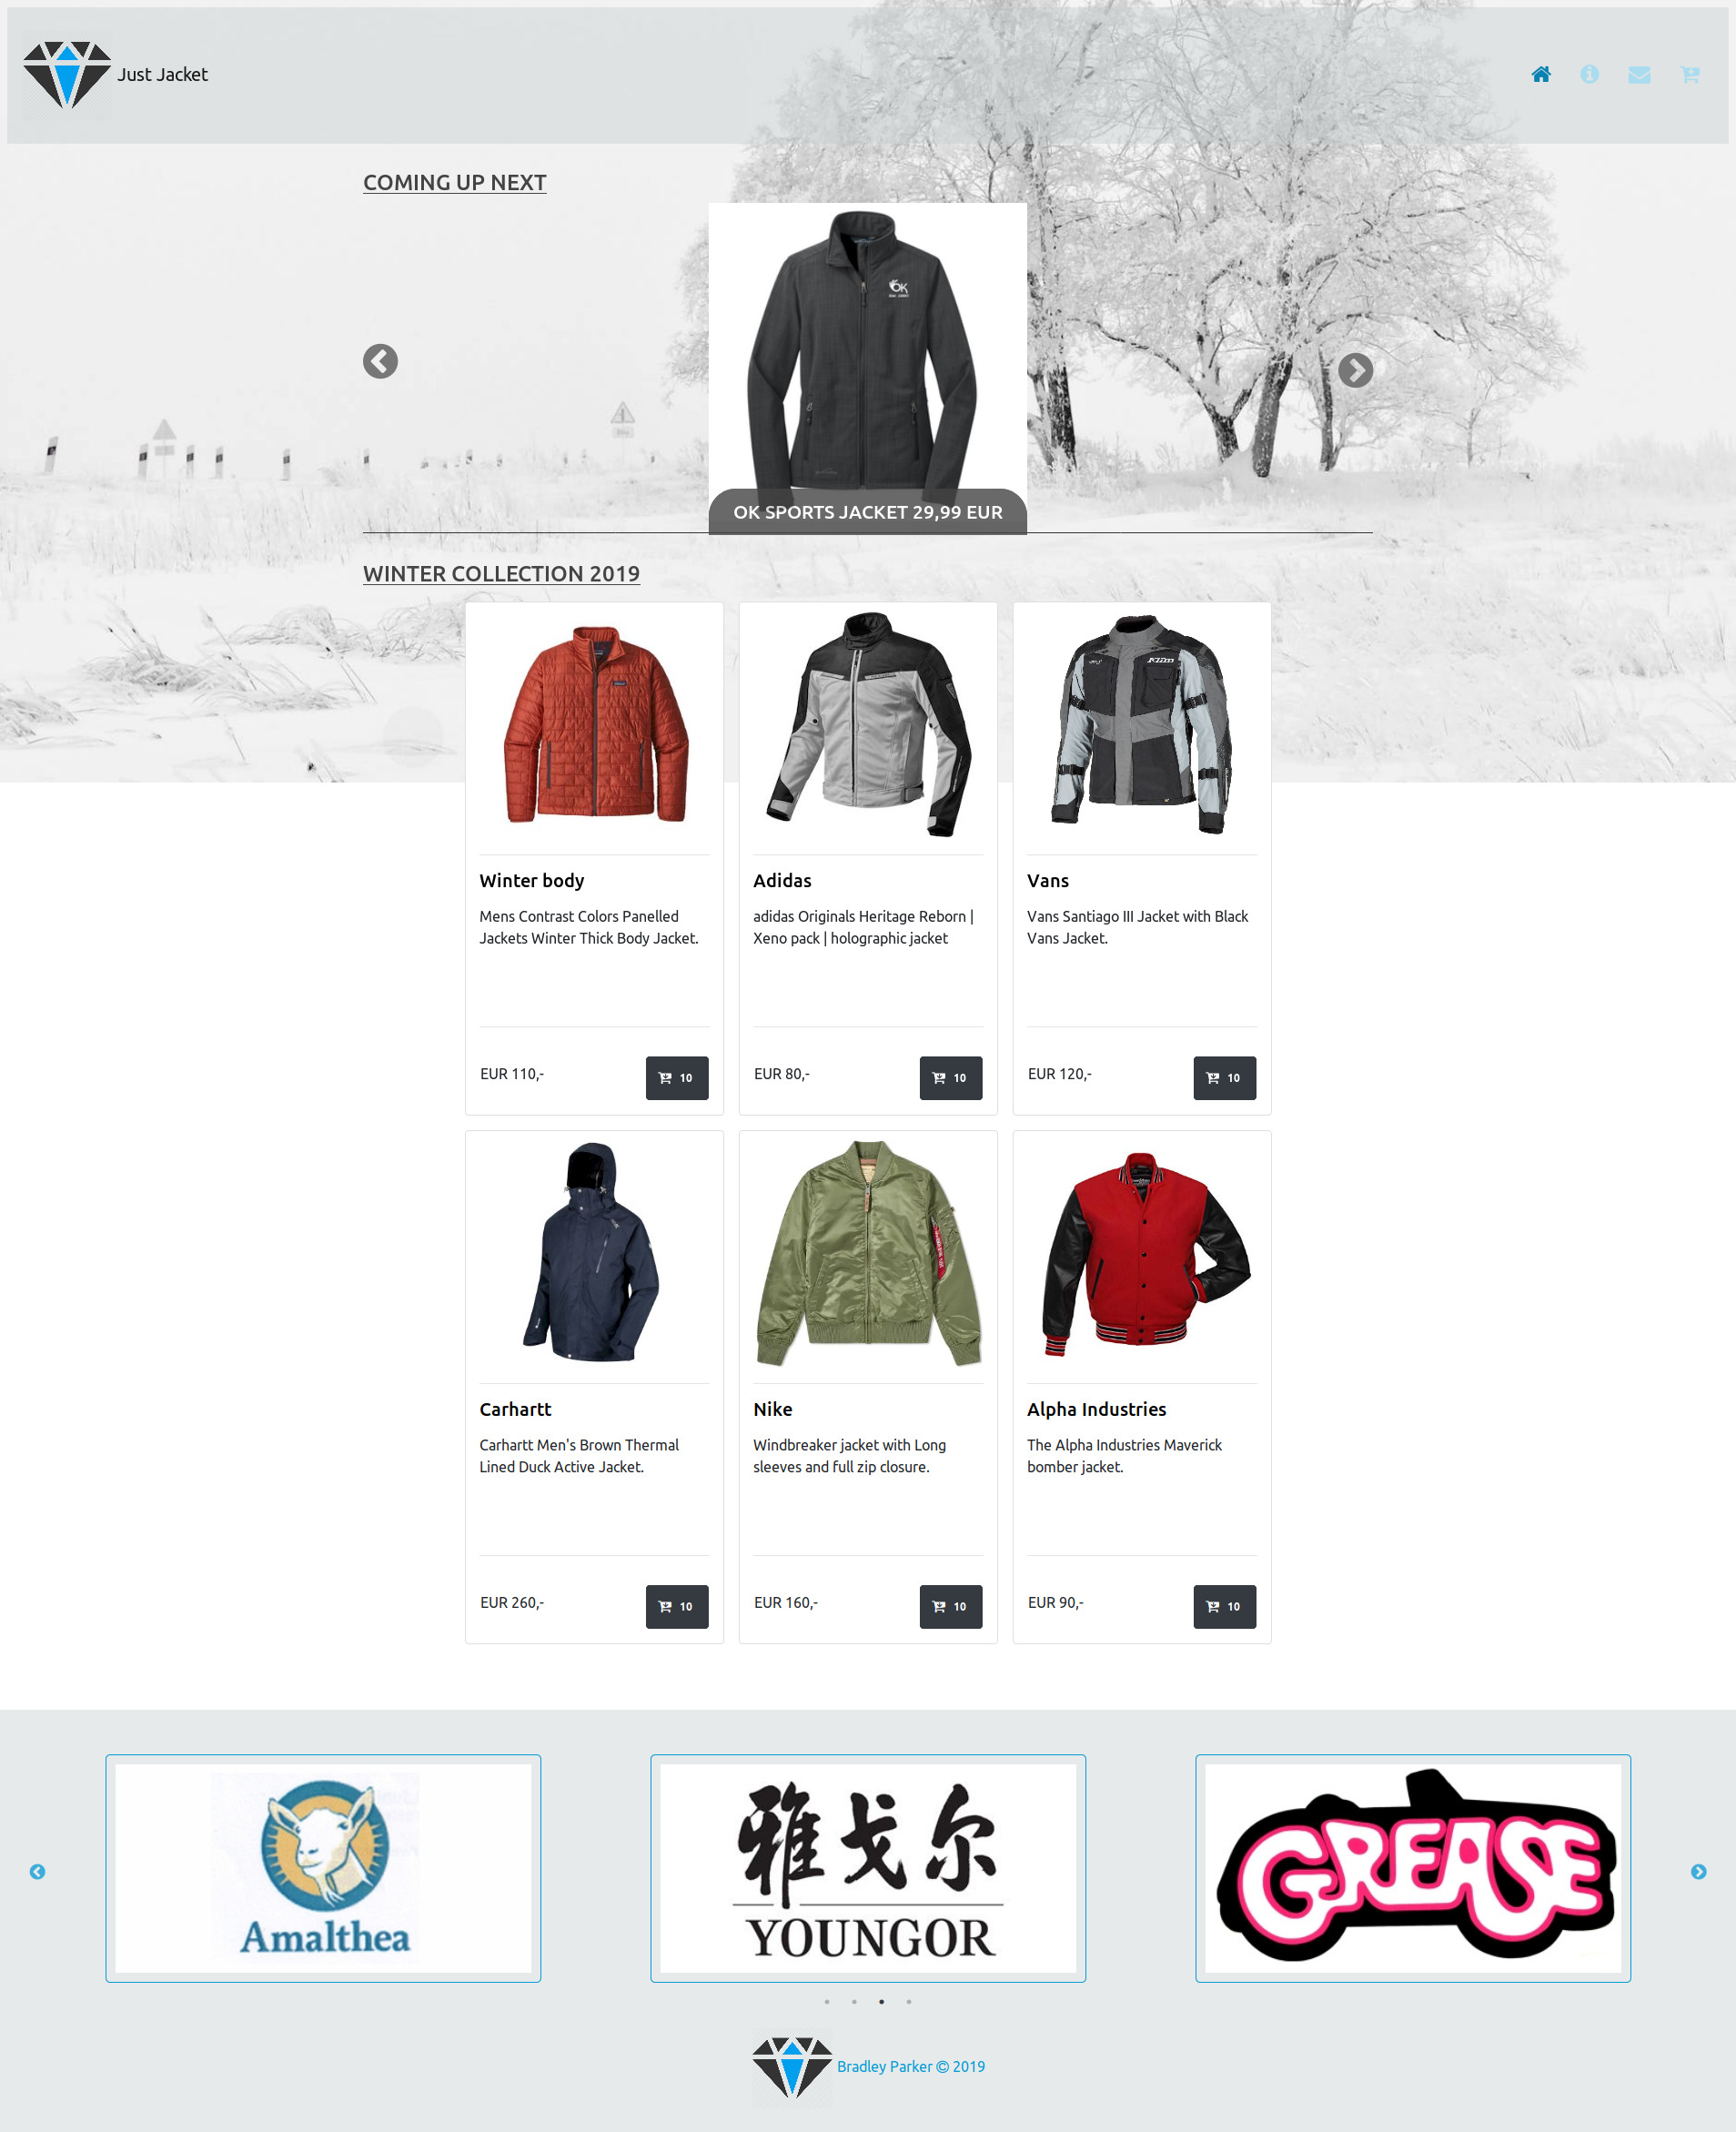 Just Jacket
COMING UP NEXT
OK
OK SPORTS JACKET 29,99 EUR
WINTER COLLECTION 2019
KLIM
Winter body
Mens Contrast Colors Panelled
Jackets Winter Thick Body Jacket.
EUR 110,-
10
Adidas
adidas Originals Heritage Reborn |
Xeno pack | holographic jacket
EUR 80,-
10
Vans
Vans Santiago III Jacket with Black
Vans Jacket.
EUR 120,-
10
Carhartt
Carhartt Men's Brown Thermal
Lined Duck Active Jacket.
EUR 260,-
10
Nike
Windbreaker jacket with Long
sleeves and full zip closure.
EUR 160,-
10
Alpha Industries
The Alpha Industries Maverick
bomber jacket.
EUR 90,-
10
Amalthea
雅戈尔
YOUNGOR
GREASE
Bradley Parker © 2019